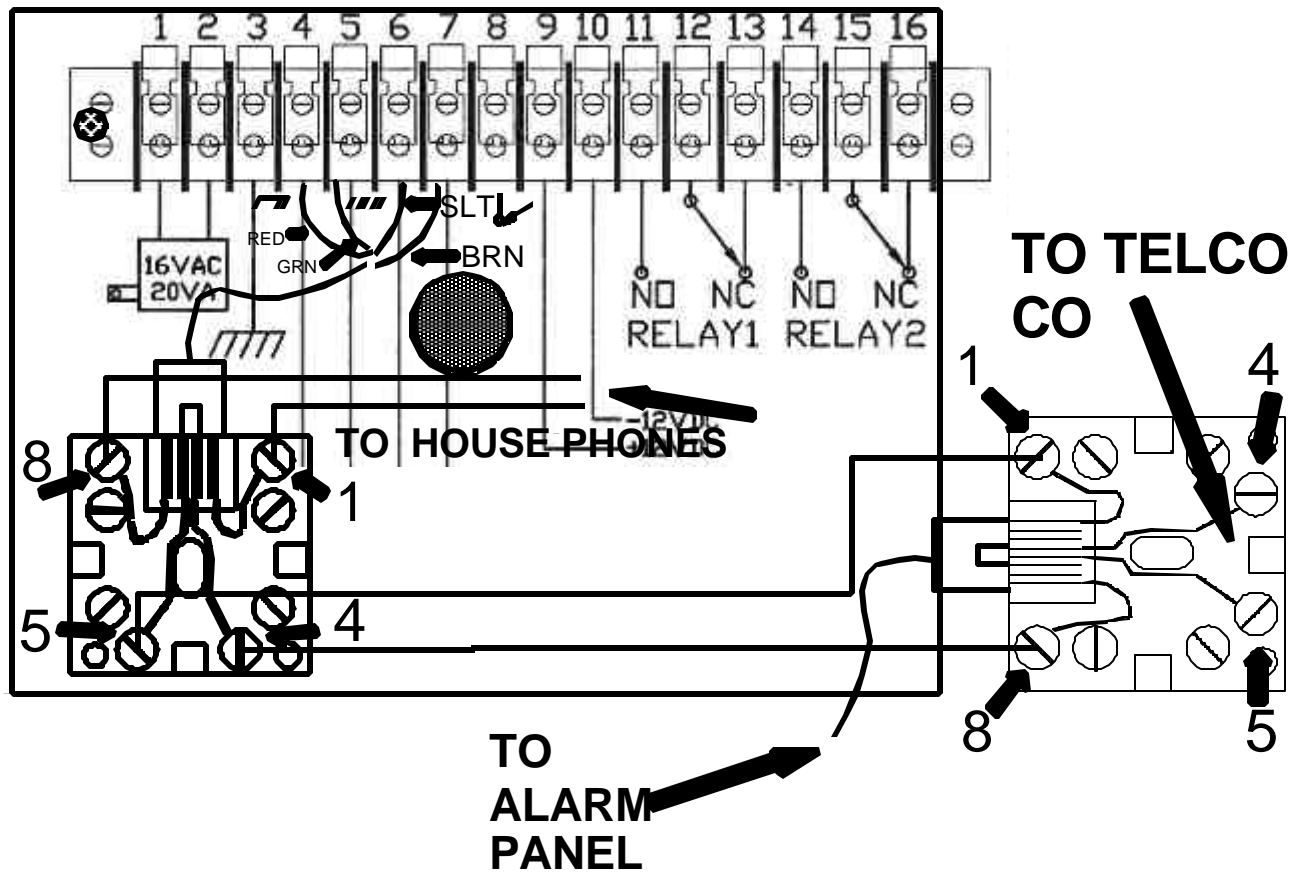 1 2 3 4 5 6 7 8 9 10 11 12 13 14 15 16
SLT
RED
GRN
BRN
16VAC
20VA
NO NC NO NC
RELAY1 RELAY2
TO TELCO
CO
1
4
-12VDC
TO HOUSE PHONES
8
1
5
4
8
5
TO
ALARM
PANEL